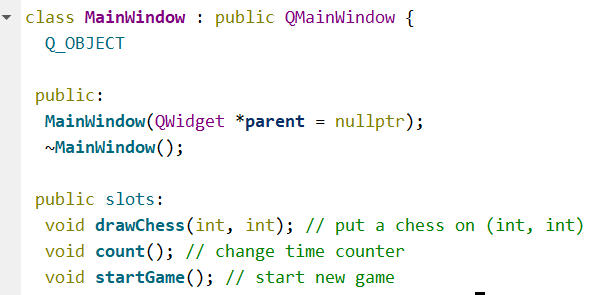 class MainWindow : public QMainWindow {
Q_OBJECT
public:
MainWindow(QWidget *parent = nullptr);
~MainWindow();
public slots:
void drawChess(int, int); // put a chess on (int, int)
void count(); // change time counter
void startGame(); // start new game